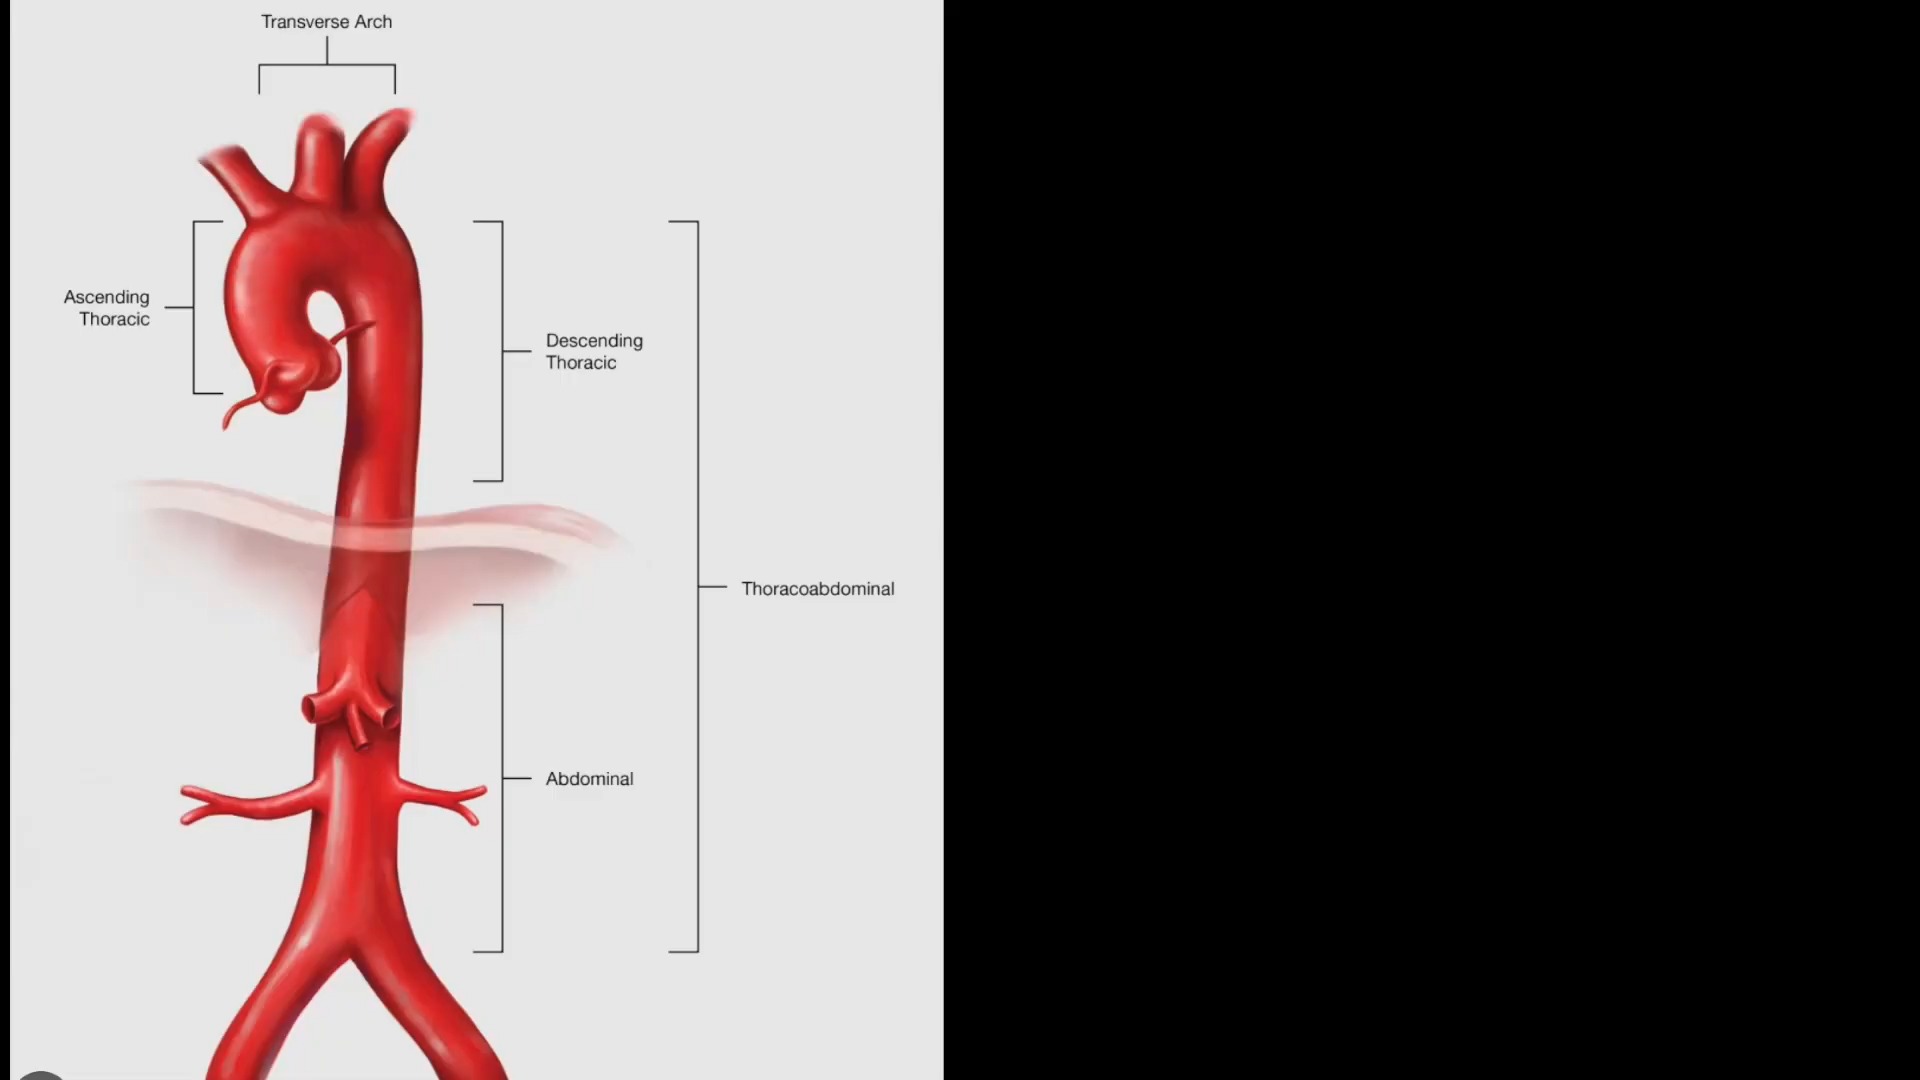 Transverse Arch
Ascending
Thoracic
Descending
Thoracic
Thoracoabdominal
Abdominal